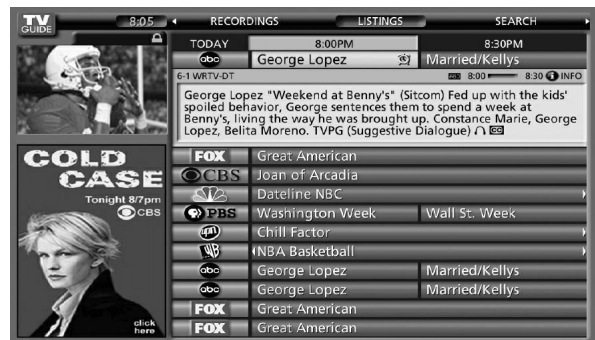 TV
GUIDE
8:05
RECORDINGS
LISTINGS
SEARCH
TODAY
8:00PM
8:30PM
abc
George Lopez
Married/Kellys
6-1 WRTV-DT
8:00
8:30
INFO
George Lopez "Weekend at Benny's" (Sitcom) Fed up with the kids'
spoiled behavior, George sentences them to spend a week at
Benny's, living the way he was brought up. Constance Marie, George
Lopez, Belita Moreno. TVPG (Suggestive Dialogue)
CC
COLD
CASE
Tonight 8/7pm
CBS
click
here
FOX
Great American
CBS
Joan of Arcadia
Dateline NBC
PBS
Washington Week
Wall St. Week
upn
Chill Factor
WB
NBA Basketball
abc
George Lopez
Married/Kellys
abc
George Lopez
Married/Kellys
FOX
Great American
FOX
Great American